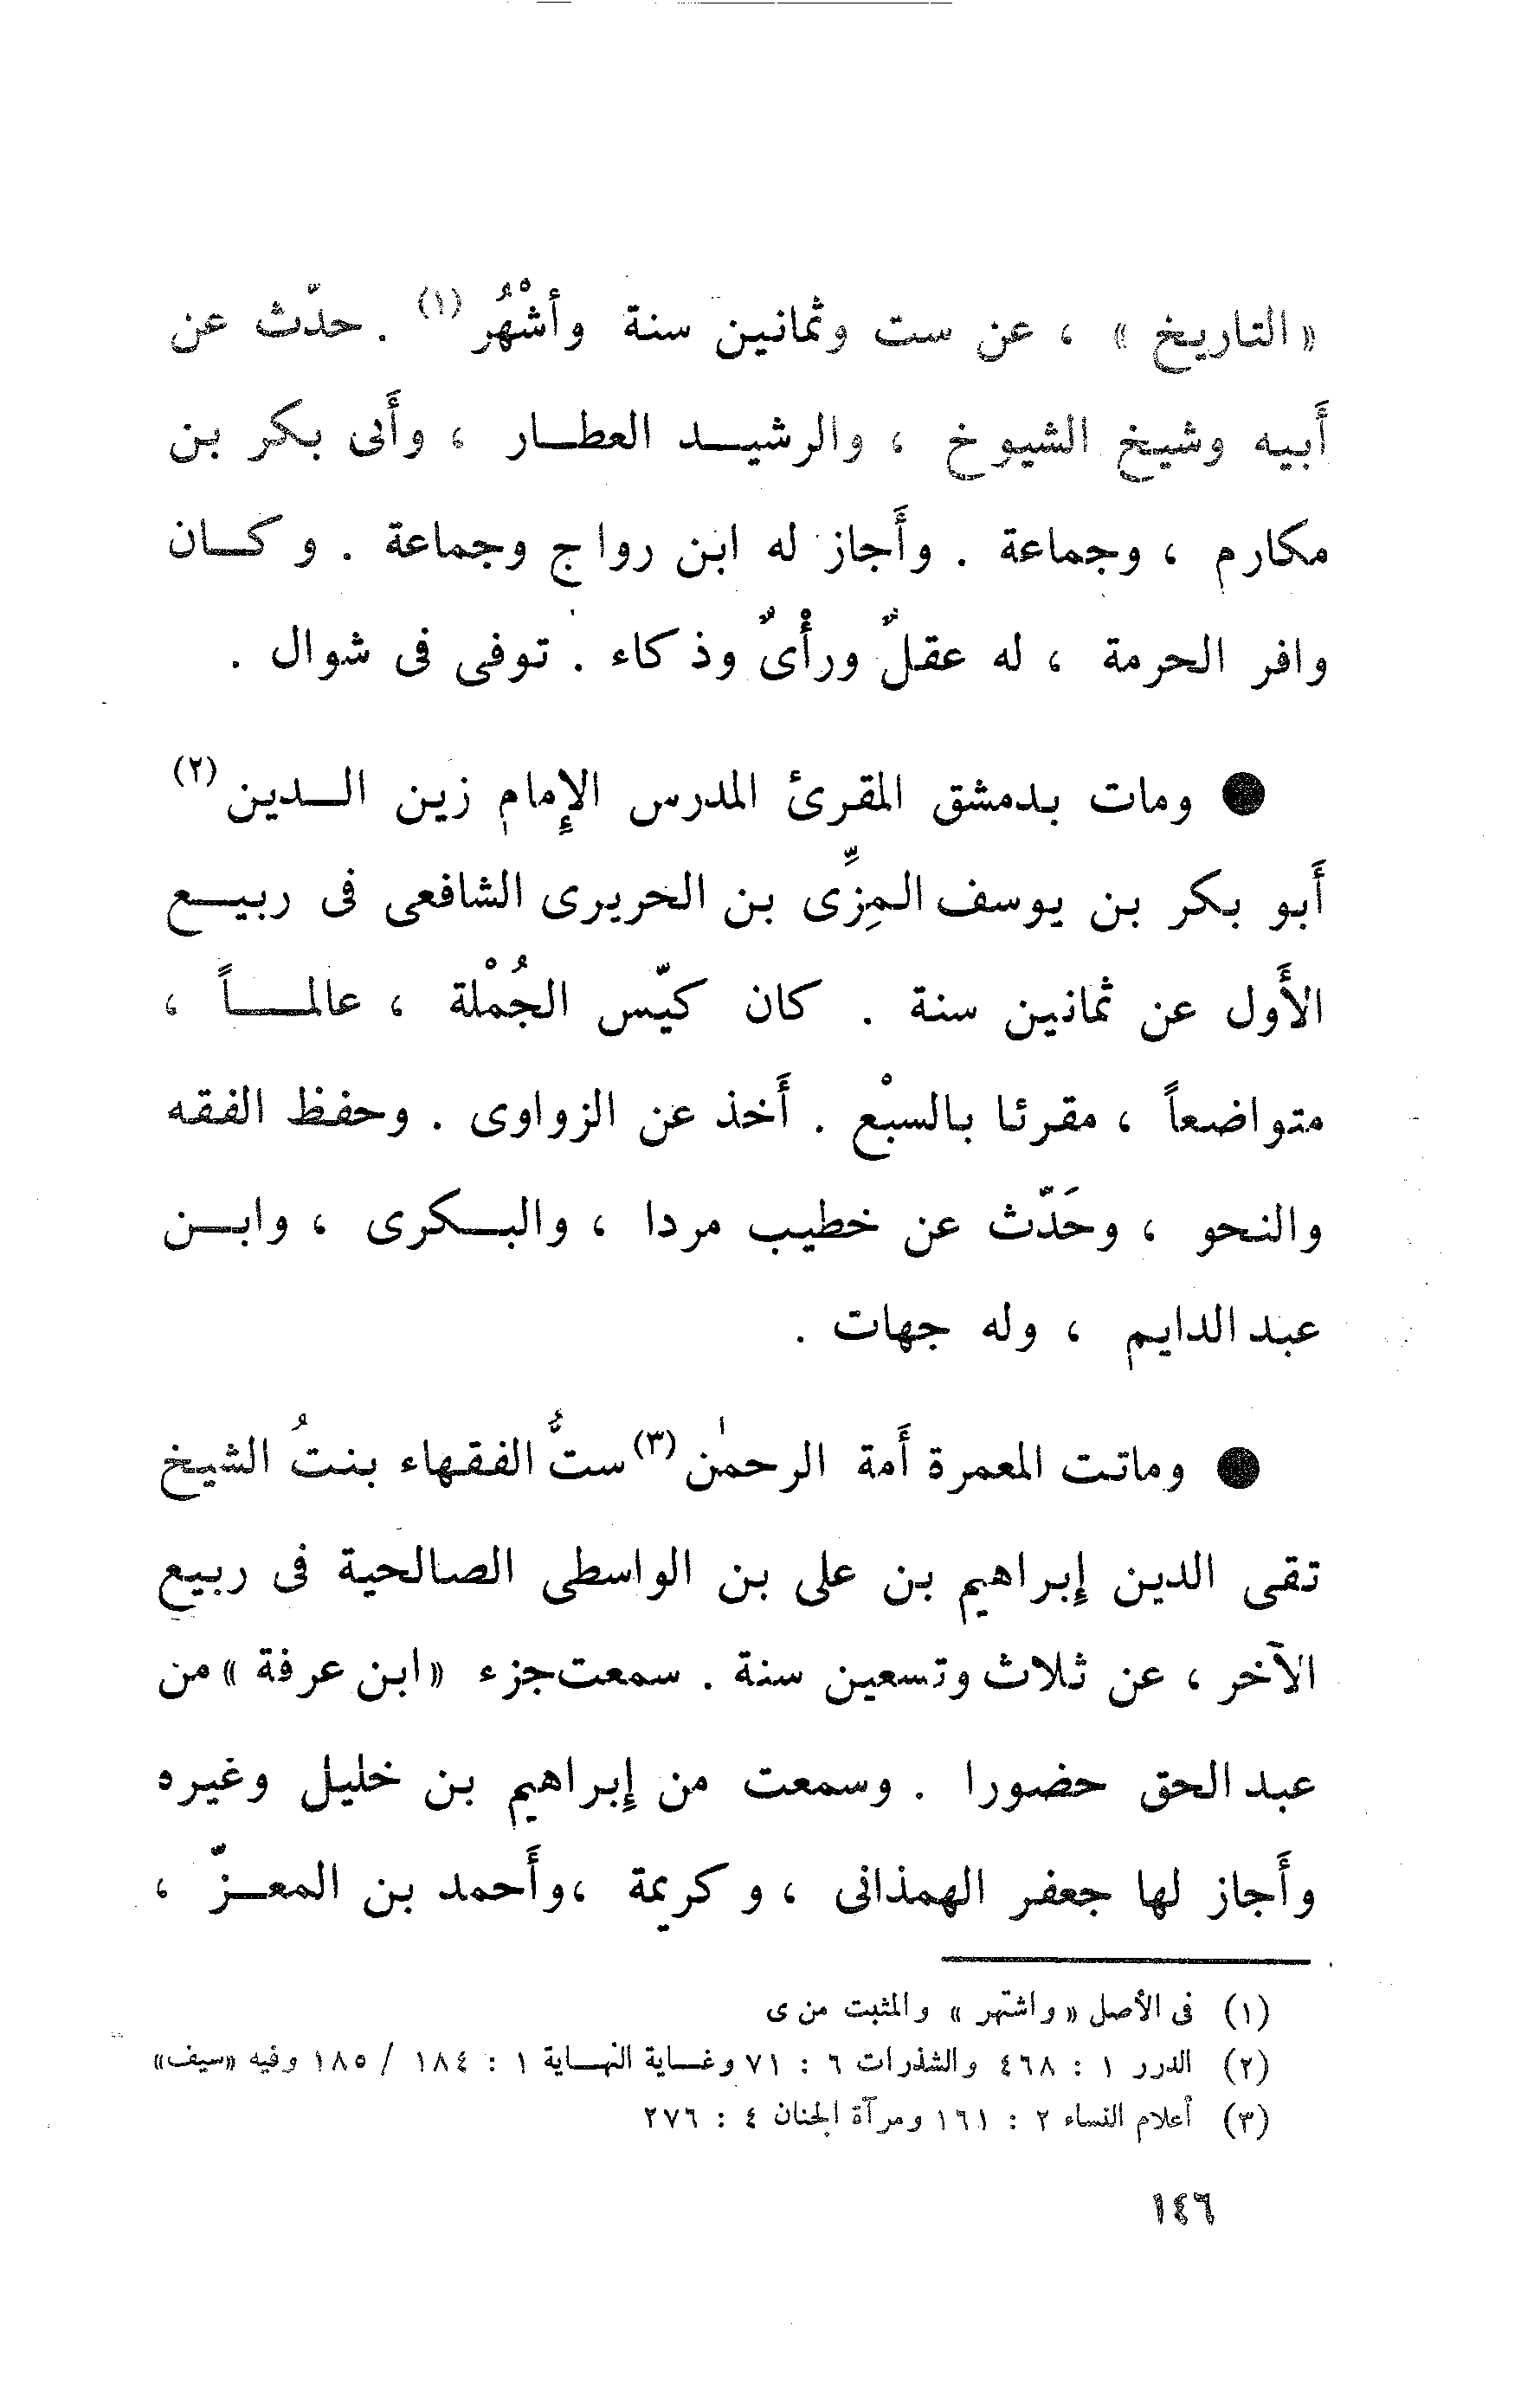 «التاريخ» ، عن ست وثمانين سنة وأشْهُر (١) . حدّث عن
أَبيه وشيخ الشيوخ ، والرشيد العطار ، وأَبى بكر بن
مكارم ، وجماعة . وأَجاز له ابن رواج وجماعة . وكان
وافر الحرمة ، له عقلٌ ورأْىٌ وذكاء . توفى فى شوال .
● ومات بدمشق المقرئ المدرس الإِمام زين الدين (٢)
أَبو بكر بن يوسف المِزِّى بن الحريرى الشافعى فى ربيع
الأَول عن ثمانين سنة . كان كيّس الجُمْلة ، عالماً ،
متواضعاً ، مقرئا بالسبْع . أَخذ عن الزواوى . وحفظ الفقه
والنحو ، وحَدّث عن خطيب مردا ، والبكرى ، وابن
عبد الدايم ، وله جهات .
● وماتت المعمرة أَمة الرحمٰن (٣) ستُّ الفقهاء بنتُ الشيخ
تقى الدين إِبراهيم بن على بن الواسطى الصالحية فى ربيع
الآخر ، عن ثلاث وتسعين سنة . سمعت جزء «ابن عرفة» من
عبد الحق حضورا . وسمعت من إِبراهيم بن خليل وغيره
وأَجاز لها جعفر الهمذانى ، وكريمة ، وأَحمد بن المعزّ ،
(١) فى الأصل «واشتهر» والمثبت من ى
(٢) الدرر ١ : ٤٦٨ والشذرات ٦ : ٧١ وغاية النهاية ١ : ١٨٤ / ١٨٥ وفيه «سيف»
(٣) أعلام النساء ٢ : ١٦١ ومرآة الجنان ٤ : ٢٧٦
١٤٦